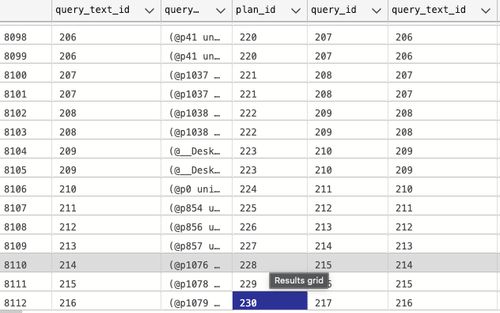 query_text_id query… plan_id query_id query_text_id
8098 206 (@p41 un… 220 207 206
8099 206 (@p41 un… 220 207 206
8100 207 (@p1037 … 221 208 207
8101 207 (@p1037 … 221 208 207
8102 208 (@p1038 … 222 209 208
8103 208 (@p1038 … 222 209 208
8104 209 (@__Desk… 223 210 209
8105 209 (@__Desk… 223 210 209
8106 210 (@p0 uni… 224 211 210
8107 211 (@p854 u… 225 212 211
8108 212 (@p856 u… 226 213 212
8109 213 (@p857 u… 227 214 213
8110 214 (@p1076 … 228 215 214
Results grid
8111 215 (@p1078 … 229 215
8112 216 (@p1079 … 230 217 216